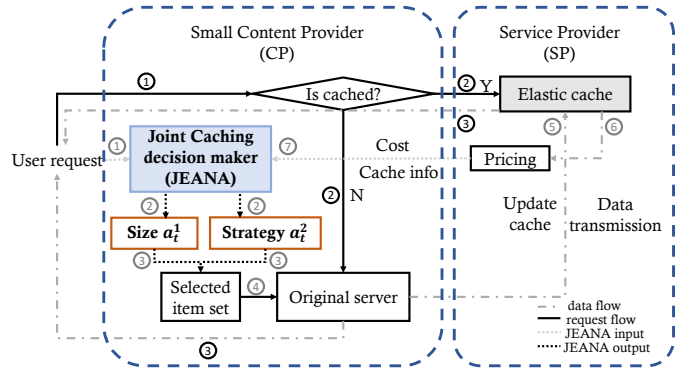 Small Content Provider
(CP)
Service Provider
(SP)
①
Is cached?
② Y
Elastic cache
③
⑤ ⑥
User request
①
Joint Caching
decision maker
(JEANA)
⑦
Cost
Cache info
Pricing
② ②
② N
Size a_t^1
Strategy a_t^2
Update
cache
Data
transmission
③ ③
Selected
item set
④
Original server
③
data flow
request flow
JEANA input
JEANA output